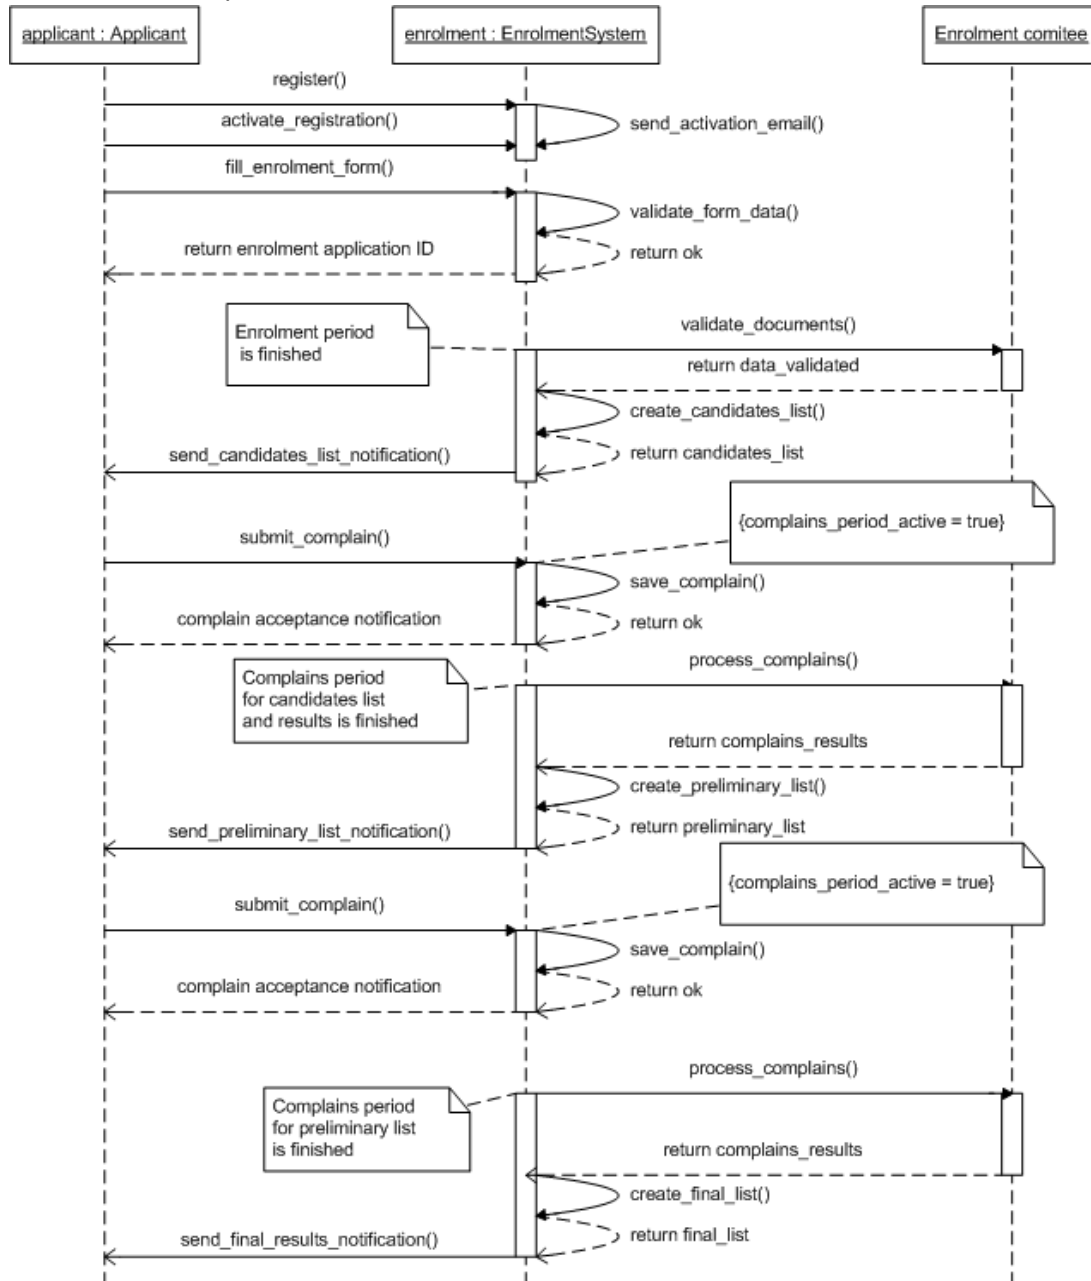 applicant : Applicant
enrolment : EnrolmentSystem
Enrolment comitee
register()
activate_registration()
send_activation_email()
fill_enrolment_form()
validate_form_data()
return enrolment application ID
return ok
Enrolment period
is finished
validate_documents()
return data_validated
create_candidates_list()
send_candidates_list_notification()
return candidates_list
{complains_period_active = true}
submit_complain()
save_complain()
complain acceptance notification
return ok
Complains period
for candidates list
and results is finished
process_complains()
return complains_results
create_preliminary_list()
send_preliminary_list_notification()
return preliminary_list
{complains_period_active = true}
submit_complain()
save_complain()
complain acceptance notification
return ok
process_complains()
Complains period
for preliminary list
is finished
return complains_results
create_final_list()
send_final_results_notification()
return final_list